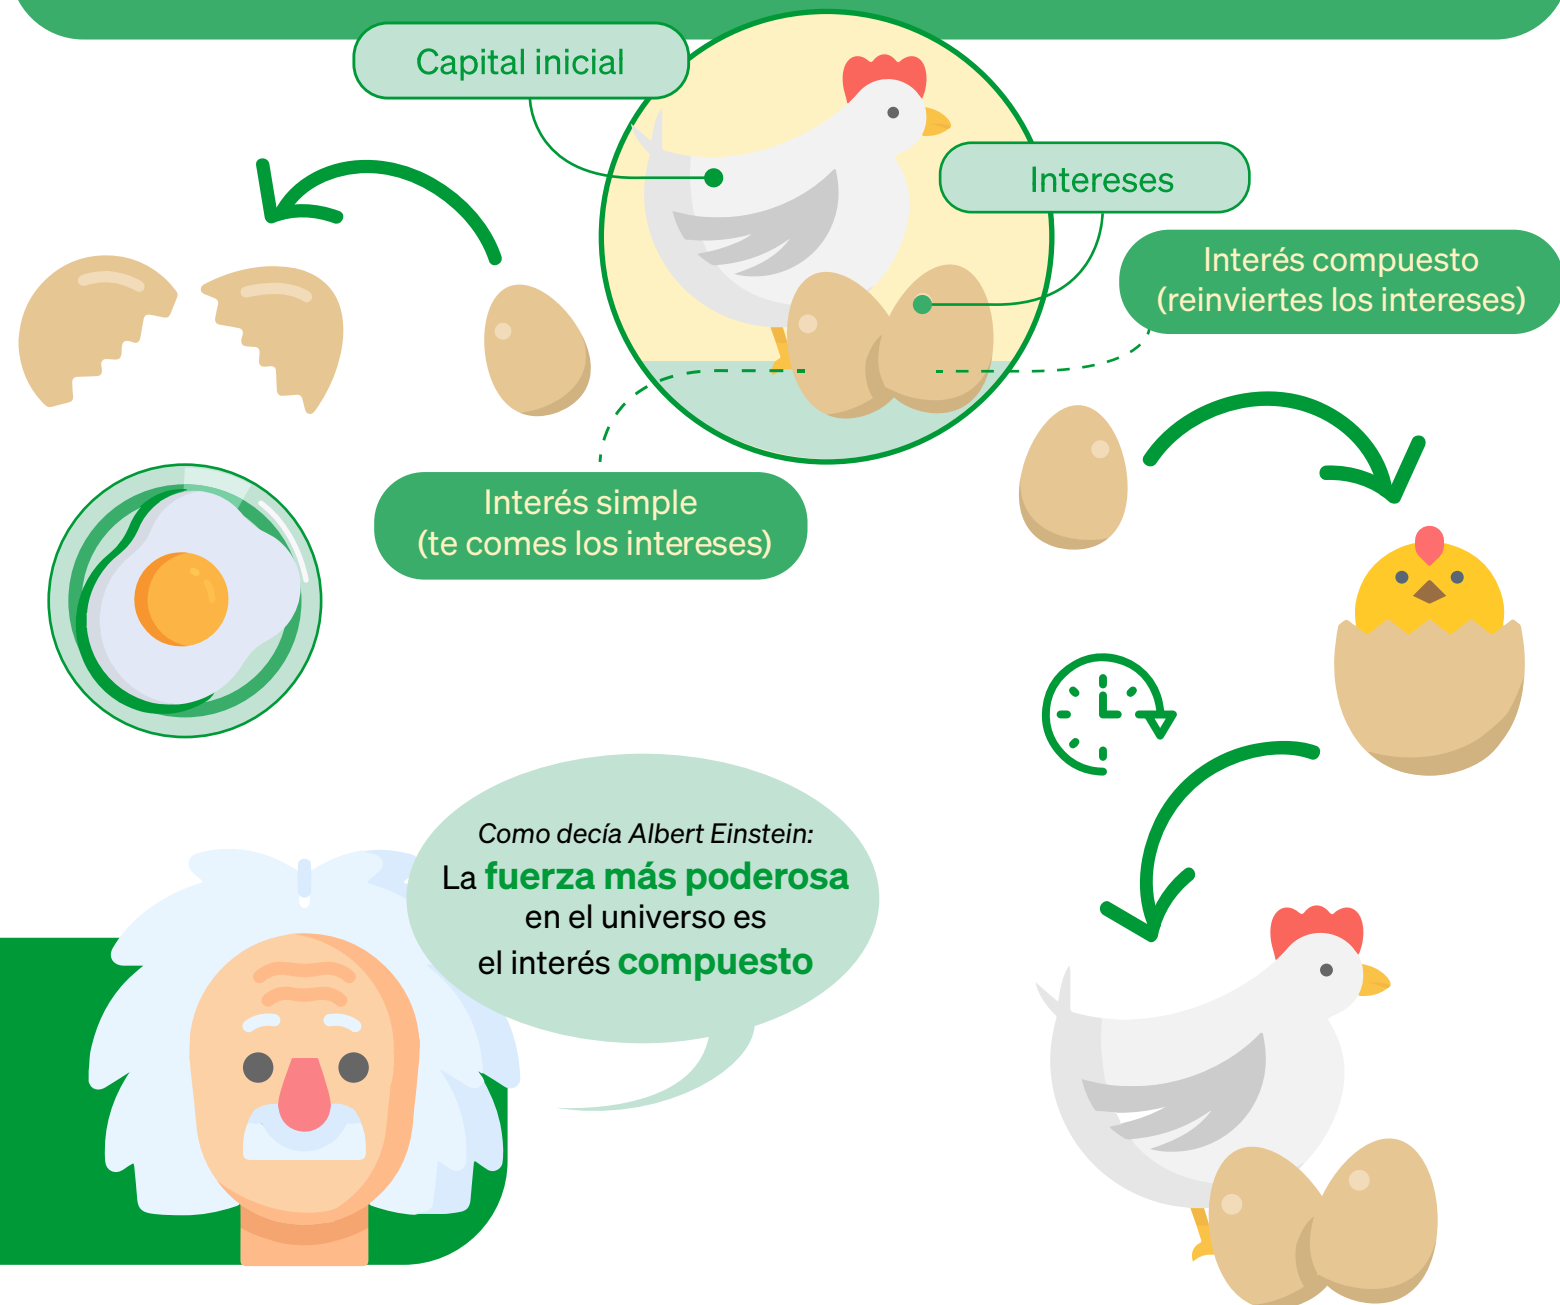 Capital inicial
Intereses
Interés compuesto
(reinviertes los intereses)
Interés simple
(te comes los intereses)
Como decía Albert Einstein:
La fuerza más poderosa
en el universo es
el interés compuesto